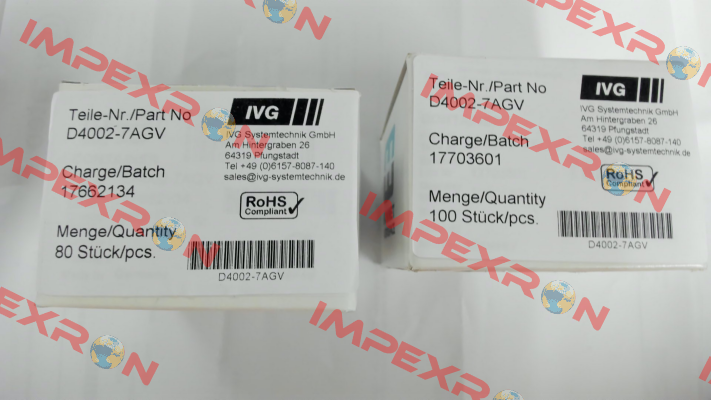 Teile-Nr./Part No
D4002-7AGV
Charge/Batch
17662134
Menge/Quantity
80 Stück/pcs.
IVG
IVG Systemtechnik GmbH
Am Hintergraben 26
64319 Pfungstadt
Tel +49 (0)6157-8087-140
sales@ivg-systemtechnik.de
RoHS
Compliant
D4002-7AGV
Teile-Nr./Part No
D4002-7AGV
Charge/Batch
17703601
Menge/Quantity
100 Stück/pcs.
IVG
IVG Systemtechnik GmbH
Am Hintergraben 26
64319 Pfungstadt
Tel +49 (0)6157-8087-140
sales@ivg-systemtechnik.de
RoHS
Compliant
D4002-7AGV
IMPEXRON
IMPEXRON
IMPEXRON
IMPEXRON
IMPEXRON
IMPEXRON